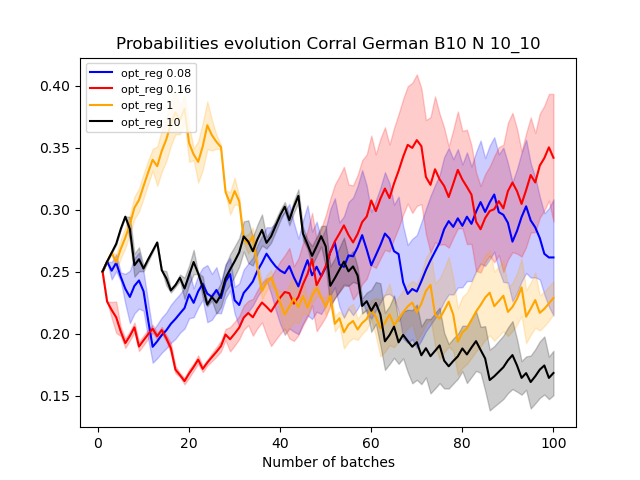 Probabilities evolution Corral German B10 N 10_10
opt_reg 0.08
opt_reg 0.16
opt_reg 1
opt_reg 10
0.40
0.35
0.30
0.25
0.20
0.15
0 20 40 60 80 100
Number of batches